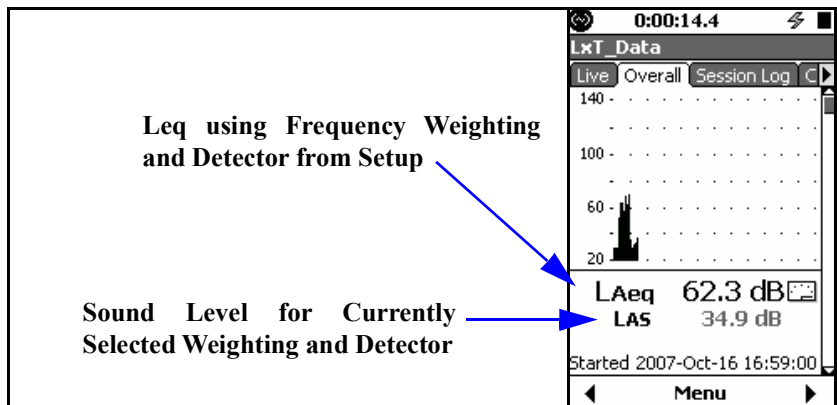 0:00:14.4
LxT_Data
Live Overall Session Log C
140
100
60
20
Leq using Frequency Weighting
and Detector from Setup
LAeq 62.3 dB
Sound Level for Currently
Selected Weighting and Detector
LAS 34.9 dB
Started 2007-Oct-16 16:59:00
Menu